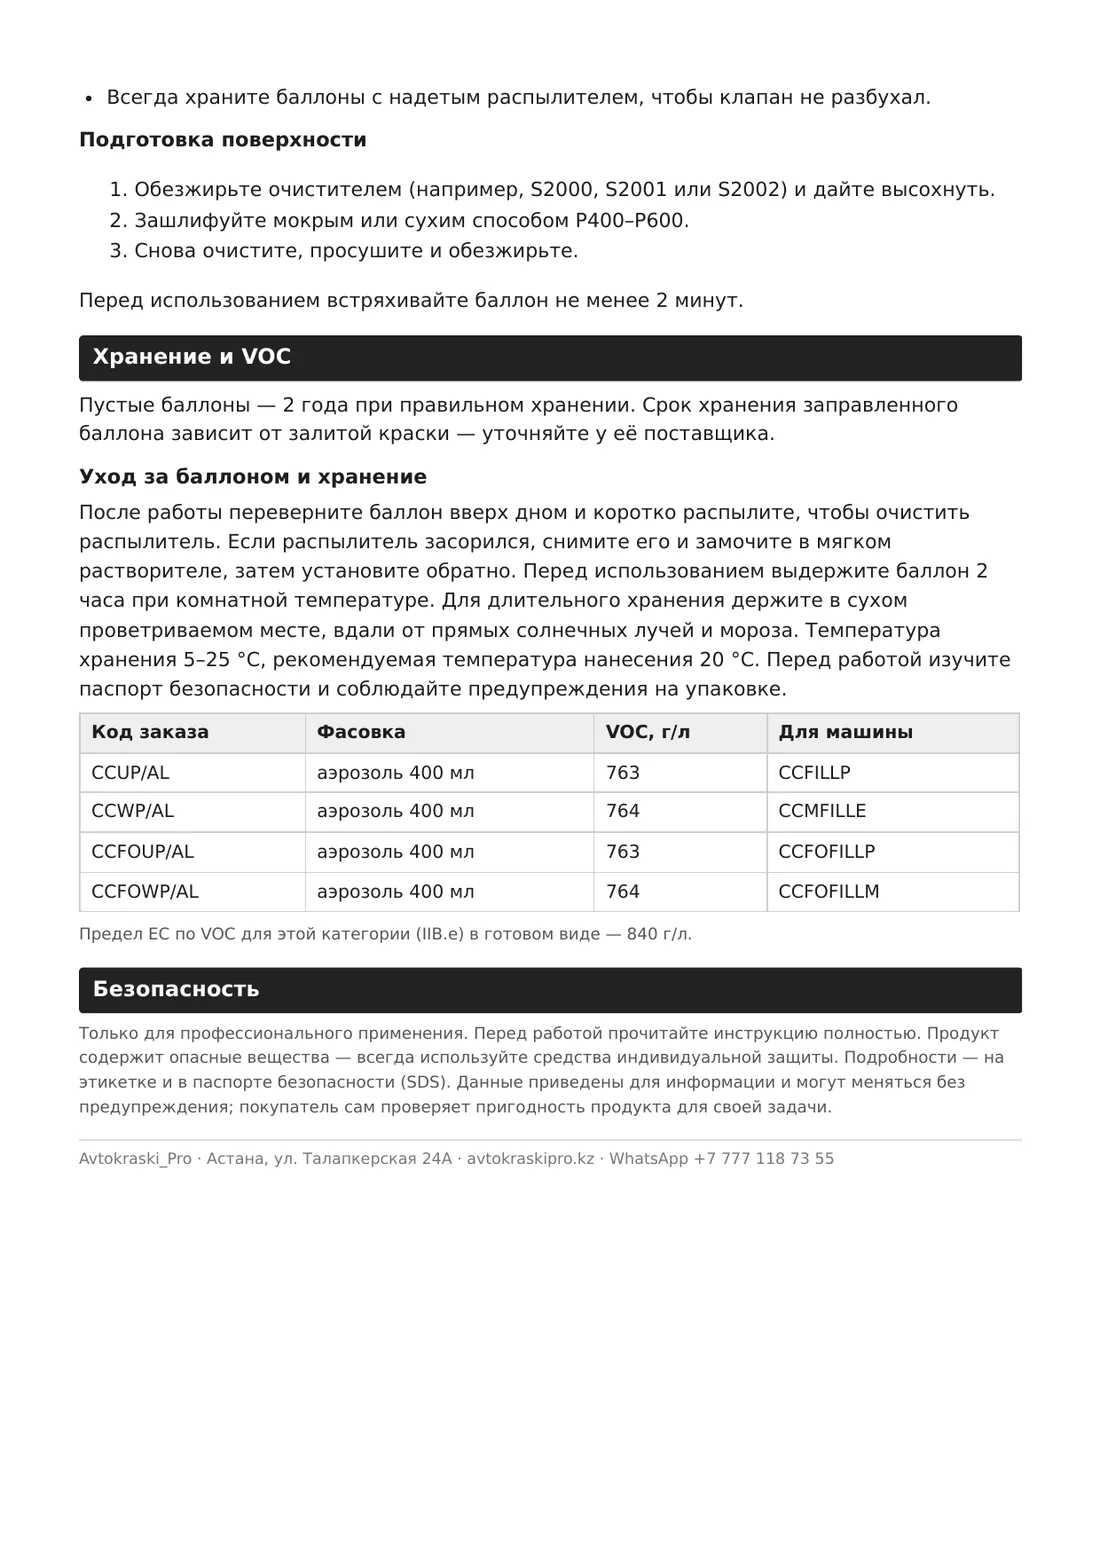 • Всегда храните баллоны с надетым распылителем, чтобы клапан не разбухал.
Подготовка поверхности
1. Обезжирьте очистителем (например, S2000, S2001 или S2002) и дайте высохнуть.
2. Зашлифуйте мокрым или сухим способом P400–P600.
3. Снова очистите, просушите и обезжирьте.
Перед использованием встряхивайте баллон не менее 2 минут.
Хранение и VOC
Пустые баллоны — 2 года при правильном хранении. Срок хранения заправленного
баллона зависит от залитой краски — уточняйте у её поставщика.
Уход за баллоном и хранение
После работы переверните баллон вверх дном и коротко распылите, чтобы очистить
распылитель. Если распылитель засорился, снимите его и замочите в мягком
растворителе, затем установите обратно. Перед использованием выдержите баллон 2
часа при комнатной температуре. Для длительного хранения держите в сухом
проветриваемом месте, вдали от прямых солнечных лучей и мороза. Температура
хранения 5–25 °C, рекомендуемая температура нанесения 20 °C. Перед работой изучите
паспорт безопасности и соблюдайте предупреждения на упаковке.
Код заказа Фасовка VOC, г/л Для машины
CCUP/AL аэрозоль 400 мл 763 CCFILLP
CCWP/AL аэрозоль 400 мл 764 CCMFILLE
CCFOUP/AL аэрозоль 400 мл 763 CCFOFILLP
CCFOWP/AL аэрозоль 400 мл 764 CCFOFILLM
Предел ЕС по VOC для этой категории (IIB.e) в готовом виде — 840 г/л.
Безопасность
Только для профессионального применения. Перед работой прочитайте инструкцию полностью. Продукт
содержит опасные вещества — всегда используйте средства индивидуальной защиты. Подробности — на
этикетке и в паспорте безопасности (SDS). Данные приведены для информации и могут меняться без
предупреждения; покупатель сам проверяет пригодность продукта для своей задачи.
Avtokraski_Pro · Астана, ул. Талапкерская 24А · avtokraskipro.kz · WhatsApp +7 777 118 73 55